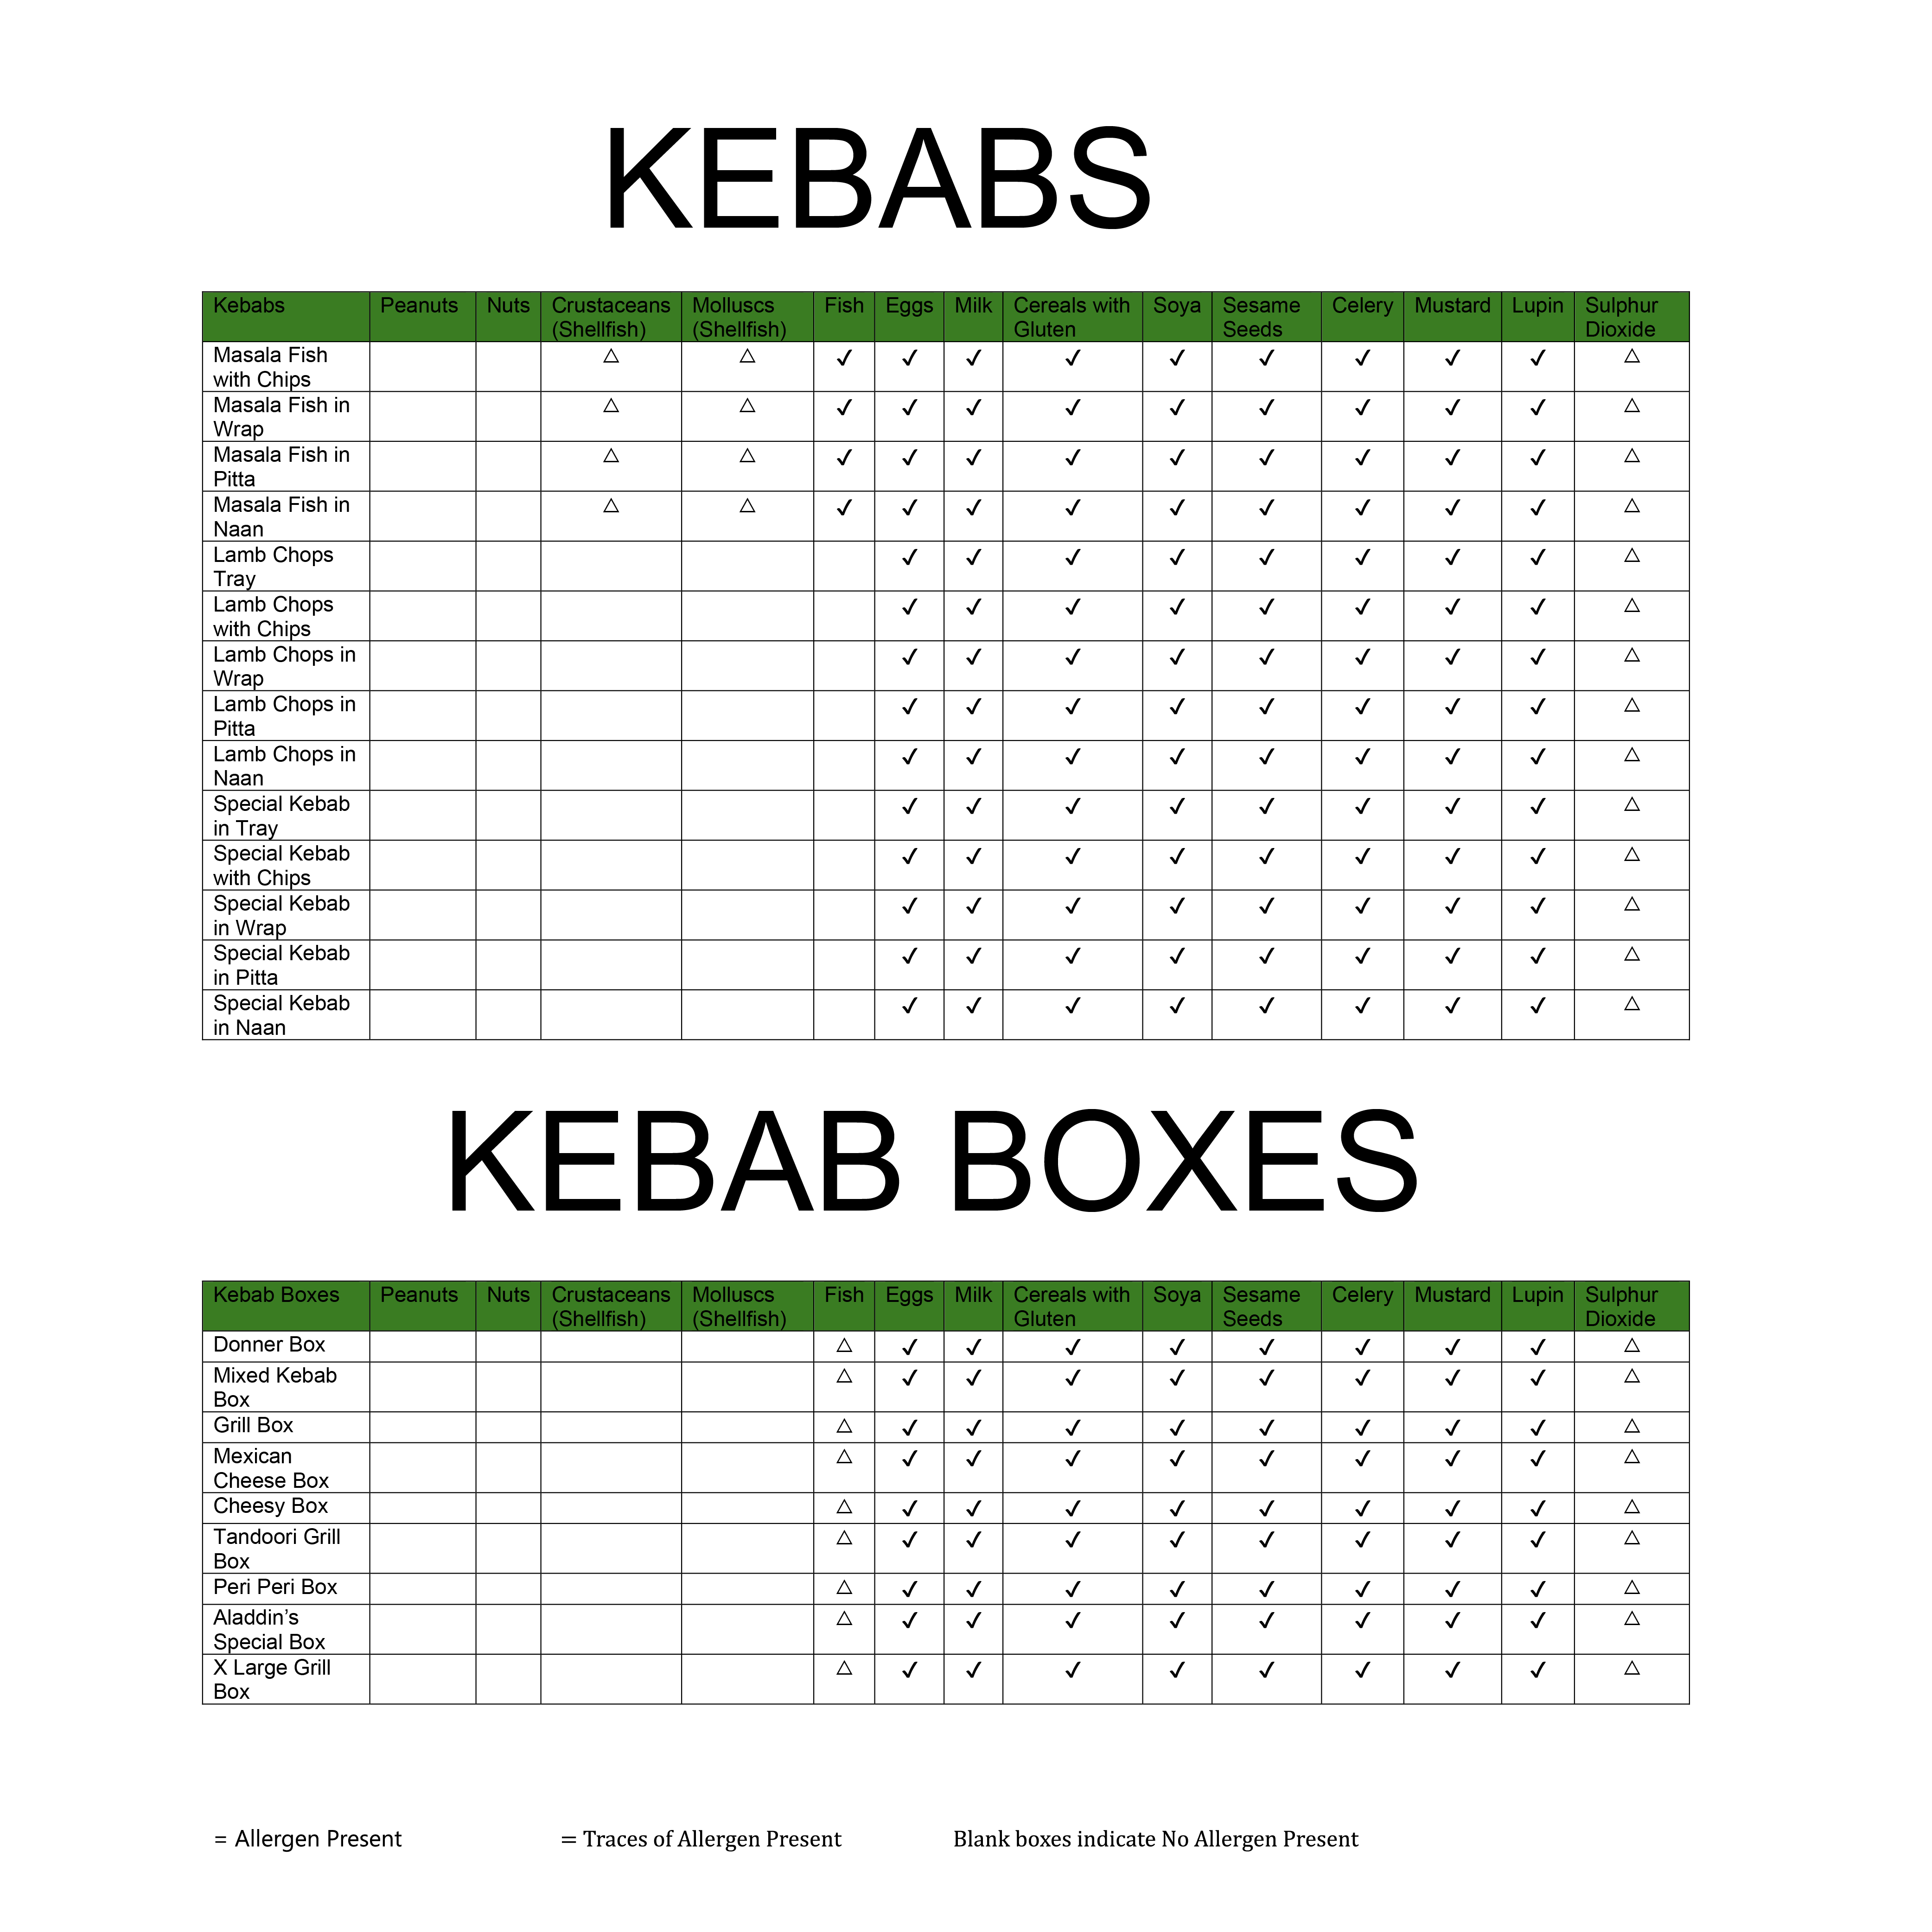 KEBABS
Kebabs Peanuts Nuts Crustaceans (Shellfish) Molluscs (Shellfish) Fish Eggs Milk Cereals with Gluten Soya Sesame Seeds Celery Mustard Lupin Sulphur Dioxide
Masala Fish with Chips △ △ ✓ ✓ ✓ ✓ ✓ ✓ ✓ ✓ ✓ △
Masala Fish in Wrap △ △ ✓ ✓ ✓ ✓ ✓ ✓ ✓ ✓ ✓ △
Masala Fish in Pitta △ △ ✓ ✓ ✓ ✓ ✓ ✓ ✓ ✓ ✓ △
Masala Fish in Naan △ △ ✓ ✓ ✓ ✓ ✓ ✓ ✓ ✓ ✓ △
Lamb Chops Tray ✓ ✓ ✓ ✓ ✓ ✓ ✓ ✓ △
Lamb Chops with Chips ✓ ✓ ✓ ✓ ✓ ✓ ✓ ✓ △
Lamb Chops in Wrap ✓ ✓ ✓ ✓ ✓ ✓ ✓ ✓ △
Lamb Chops in Pitta ✓ ✓ ✓ ✓ ✓ ✓ ✓ ✓ △
Lamb Chops in Naan ✓ ✓ ✓ ✓ ✓ ✓ ✓ ✓ △
Special Kebab in Tray ✓ ✓ ✓ ✓ ✓ ✓ ✓ ✓ △
Special Kebab with Chips ✓ ✓ ✓ ✓ ✓ ✓ ✓ ✓ △
Special Kebab in Wrap ✓ ✓ ✓ ✓ ✓ ✓ ✓ ✓ △
Special Kebab in Pitta ✓ ✓ ✓ ✓ ✓ ✓ ✓ ✓ △
Special Kebab in Naan ✓ ✓ ✓ ✓ ✓ ✓ ✓ ✓ △
KEBAB BOXES
Kebab Boxes Peanuts Nuts Crustaceans (Shellfish) Molluscs (Shellfish) Fish Eggs Milk Cereals with Gluten Soya Sesame Seeds Celery Mustard Lupin Sulphur Dioxide
Donner Box △ ✓ ✓ ✓ ✓ ✓ ✓ ✓ ✓ △
Mixed Kebab Box △ ✓ ✓ ✓ ✓ ✓ ✓ ✓ ✓ △
Grill Box △ ✓ ✓ ✓ ✓ ✓ ✓ ✓ ✓ △
Mexican Cheese Box △ ✓ ✓ ✓ ✓ ✓ ✓ ✓ ✓ △
Cheesy Box △ ✓ ✓ ✓ ✓ ✓ ✓ ✓ ✓ △
Tandoori Grill Box △ ✓ ✓ ✓ ✓ ✓ ✓ ✓ ✓ △
Peri Peri Box △ ✓ ✓ ✓ ✓ ✓ ✓ ✓ ✓ △
Aladdin’s Special Box △ ✓ ✓ ✓ ✓ ✓ ✓ ✓ ✓ △
X Large Grill Box △ ✓ ✓ ✓ ✓ ✓ ✓ ✓ ✓ △
= Allergen Present = Traces of Allergen Present Blank boxes indicate No Allergen Present